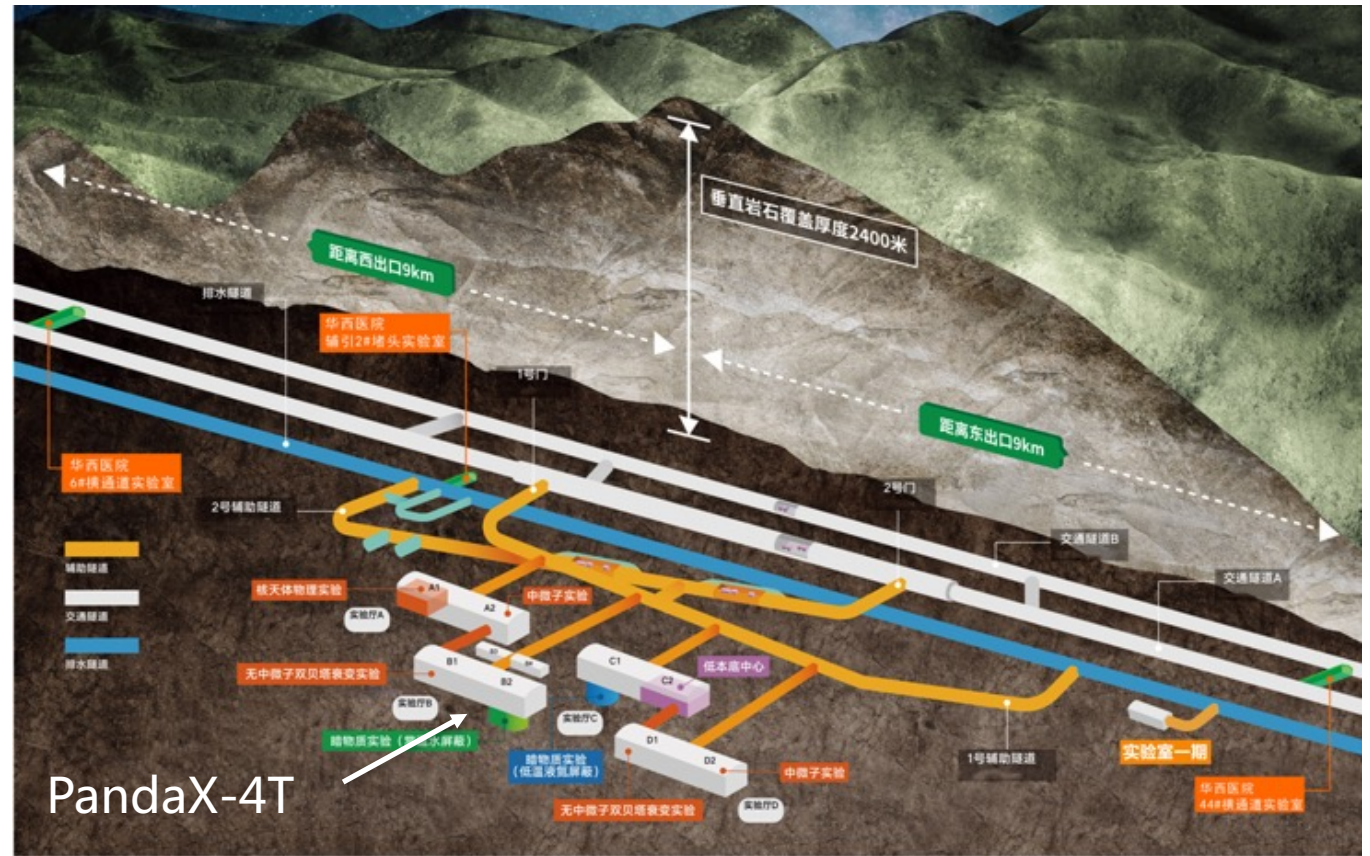 垂直岩石覆盖厚度2400米
距离西出口9km
排水隧道
华西医院
辅引2#堵头实验室
1号门
距离东出口9km
华西医院
6#横通道实验室
2号门
2号辅助隧道
交通隧道B
辅助隧道
交通隧道A
核天体物理实验
A1
A2
中微子实验
交通隧道
实验厅A
排水隧道
B1
B2
C1
C2
低本底中心
无中微子双贝塔衰变实验
实验厅B
实验厅C
D1
D2
暗物质实验
(低温液氩屏蔽)
中微子实验
1号辅助隧道
实验室一期
PandaX-4T
无中微子双贝塔衰变实验
实验厅D
华西医院
44#横通道实验室